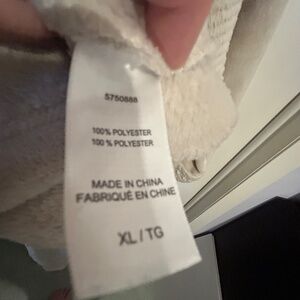 5750888
100% POLYESTER
100 % POLYESTER
MADE IN CHINA
FABRIQUÉ EN CHINE
XL / TG